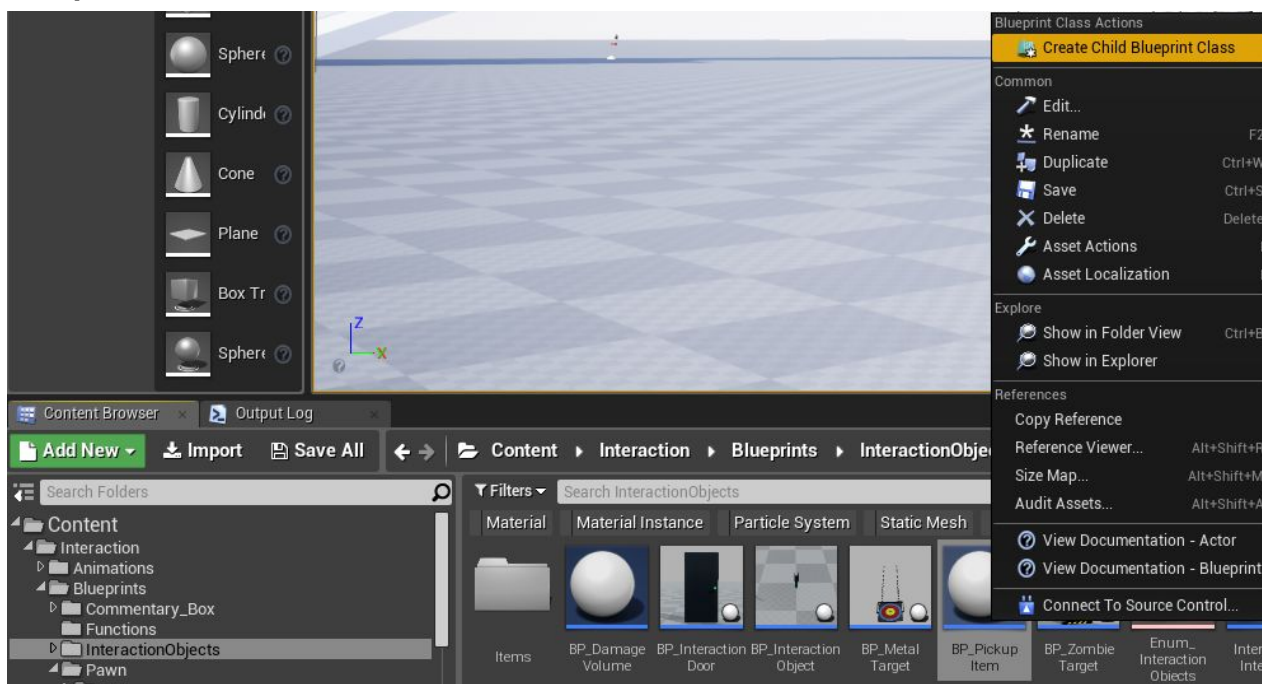 Sphere
Cylinde
Cone
Plane
Box Tr
Sphere
Z
X
Blueprint Class Actions
Create Child Blueprint Class
Common
Edit...
Rename F2
Duplicate Ctrl+W
Save Ctrl+S
Delete Delete
Asset Actions
Asset Localization
Explore
Show in Folder View Ctrl+B
Show in Explorer
References
Copy Reference
Reference Viewer... Alt+Shift+R
Size Map... Alt+Shift+M
Audit Assets... Alt+Shift+A
View Documentation - Actor
View Documentation - Blueprint
Connect To Source Control...
Content Browser
Output Log
Add New Import Save All Content Interaction Blueprints InteractionObje
Search Folders
Content
Interaction
Animations
Blueprints
Commentary_Box
Functions
InteractionObjects
Pawn
Filters Search InteractionObjects
Material Material Instance Particle System Static Mesh
Items
BP_Damage
Volume
BP_Interaction
Door
BP_Interaction
Object
BP_Metal
Target
BP_Pickup
Item
BP_Zombie
Target
Enum_
Interaction
Objects
Inter
Inte